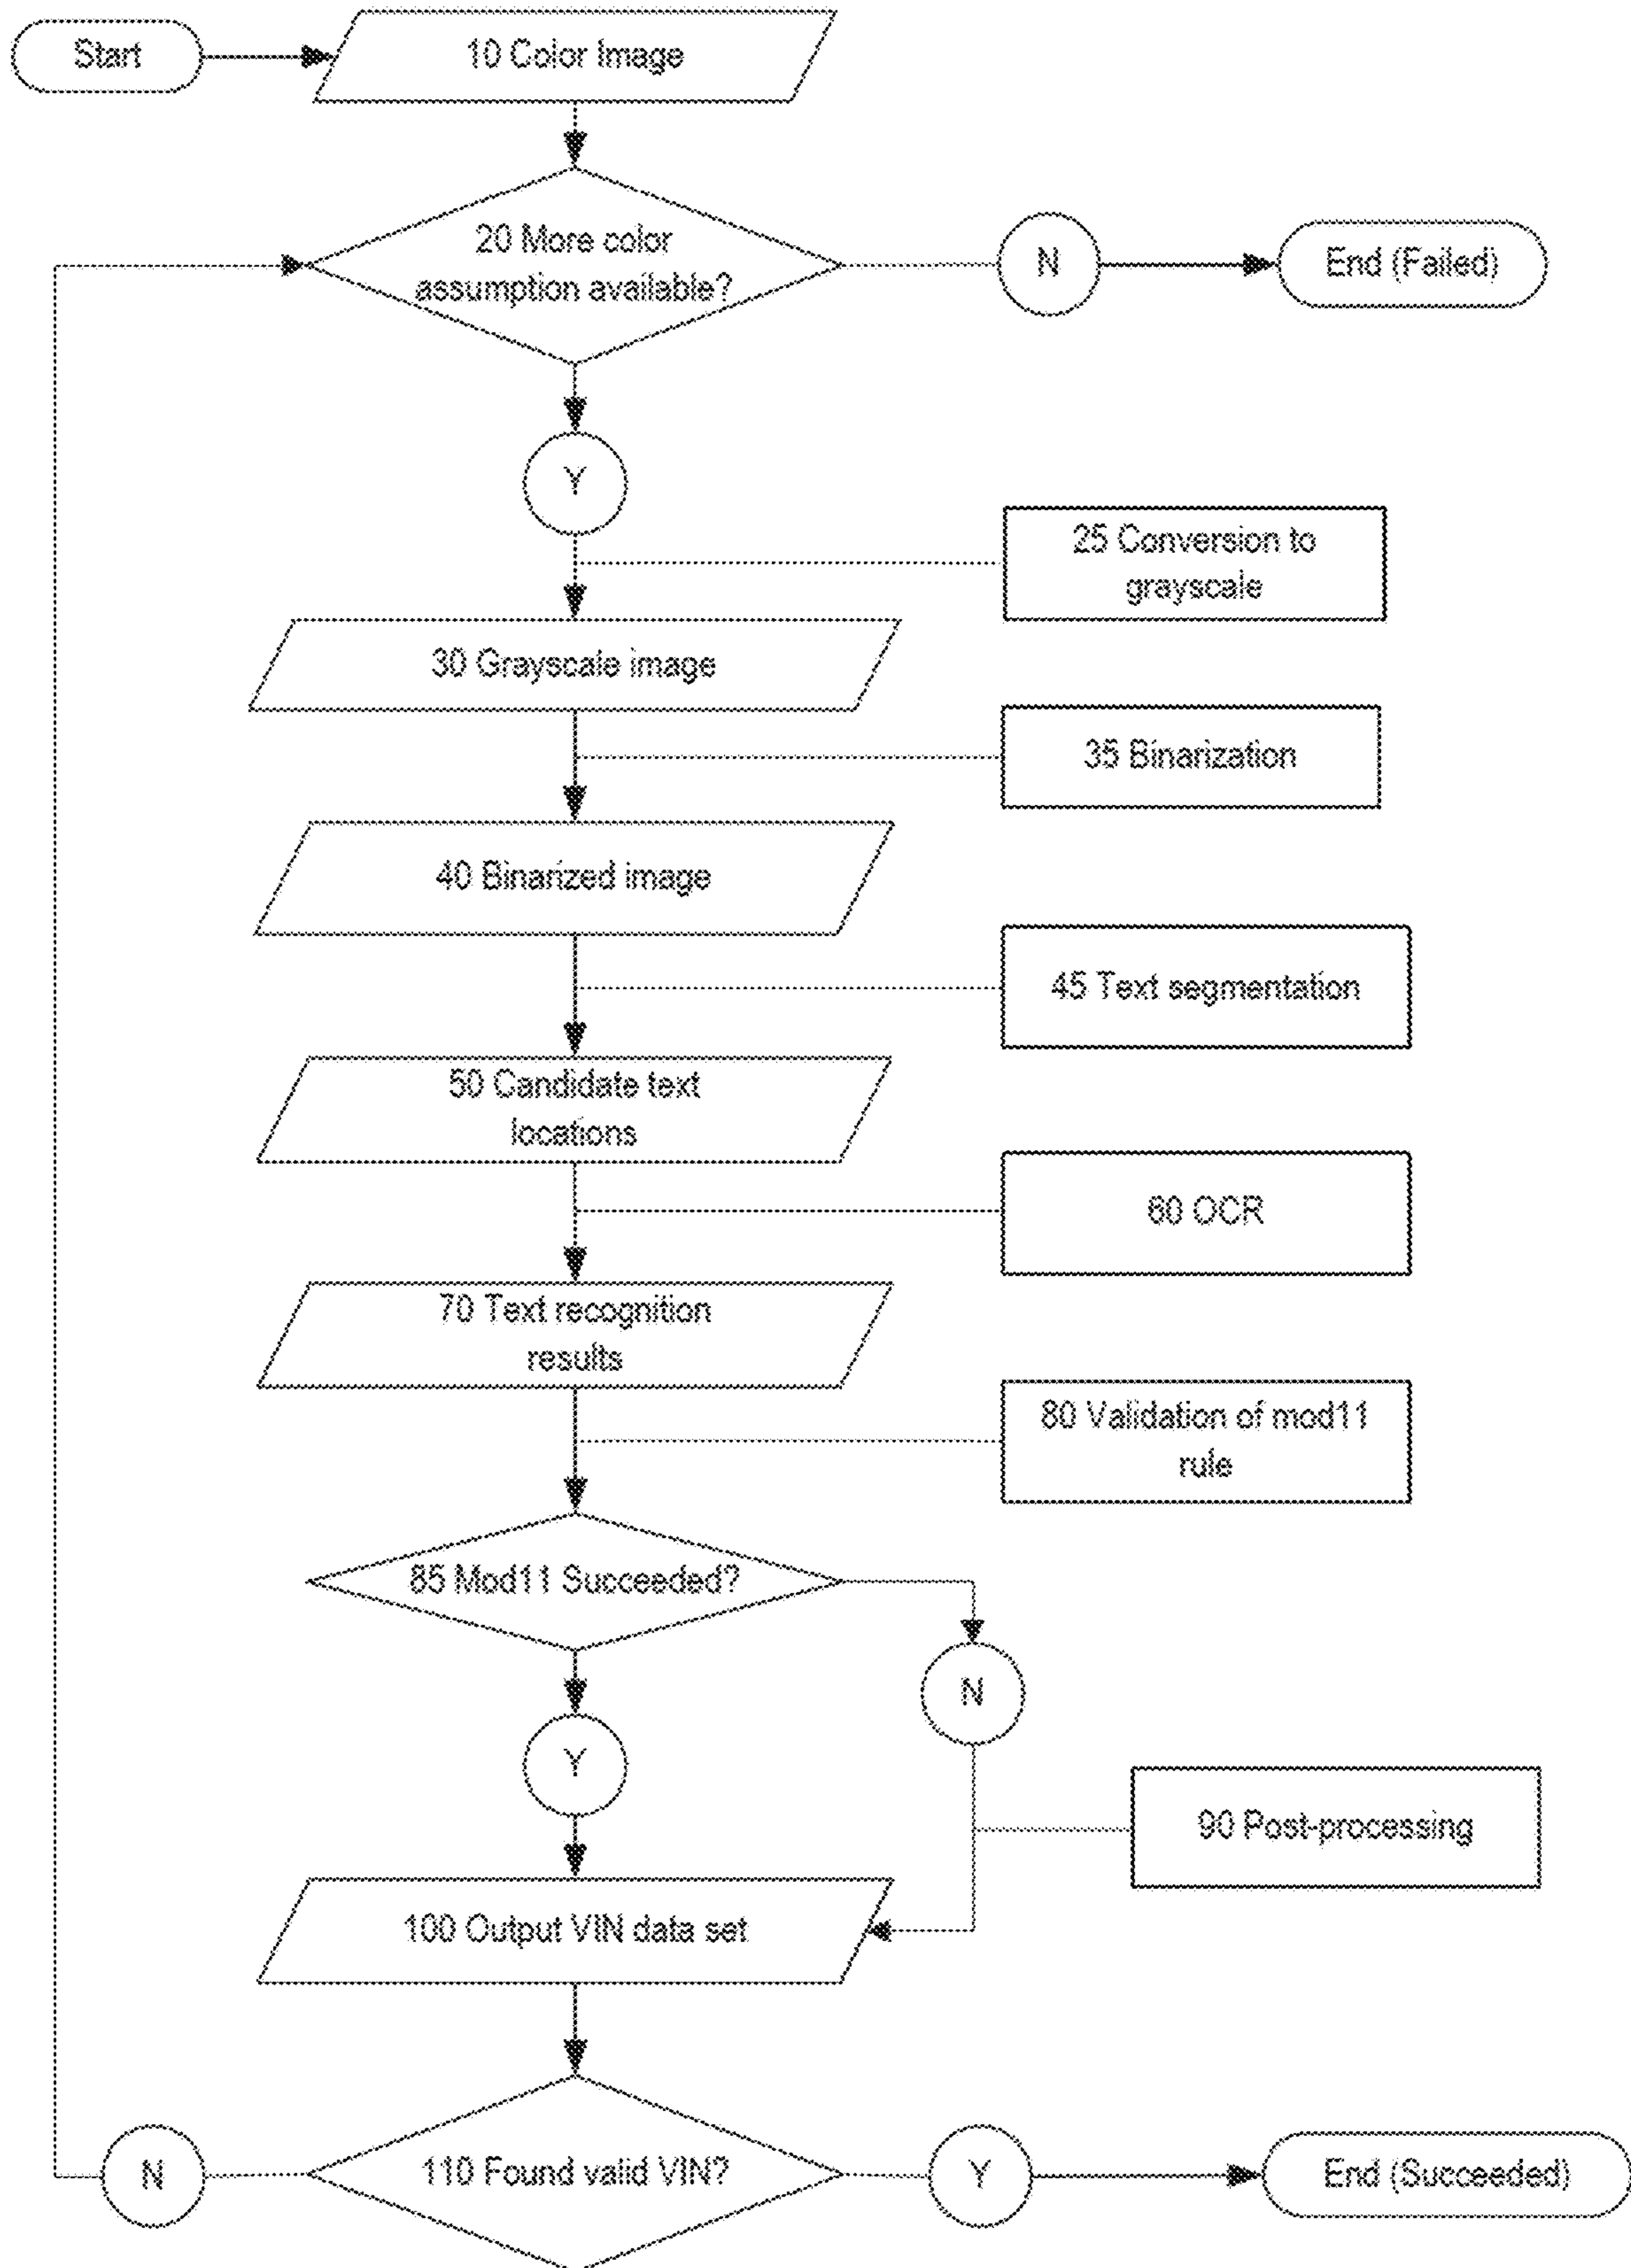 Start
10 Color Image
20 More color
assumption available?
N
End (Failed)
Y
25 Conversion to
grayscale
30 Grayscale image
35 Binarization
40 Binarized image
45 Text segmentation
50 Candidate text
locations
60 OCR
70 Text recognition
results
80 Validation of mod11
rule
85 Mod11 Succeeded?
N
Y
90 Post-processing
100 Output VIN data set
N
110 Found valid VIN?
Y
End (Succeeded)